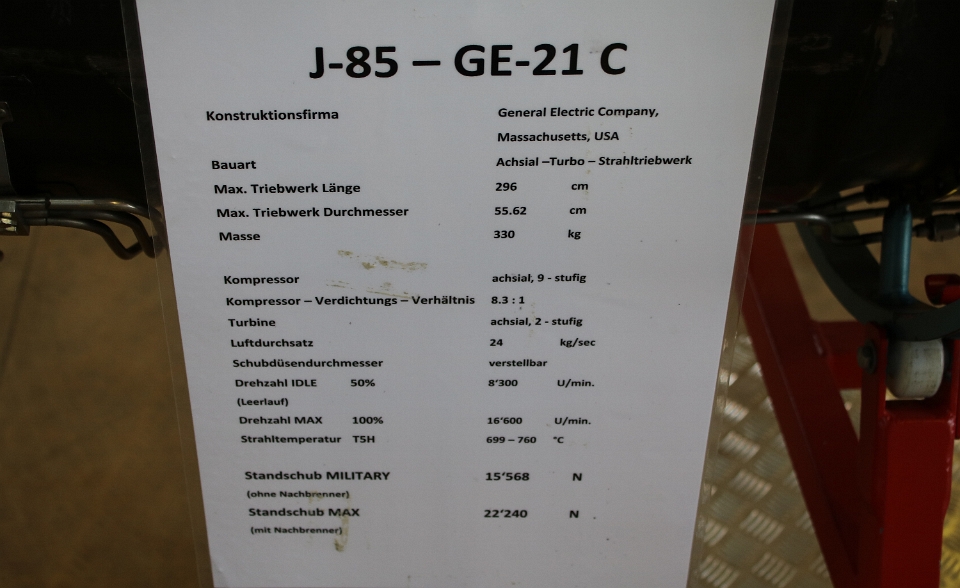 J-85 – GE-21 C
Konstruktionsfirma General Electric Company,
Massachusetts, USA
Bauart Achsial –Turbo – Strahltriebwerk
Max. Triebwerk Länge 296 cm
Max. Triebwerk Durchmesser 55.62 cm
Masse 330 kg
Kompressor achsial, 9 - stufig
Kompressor – Verdichtungs – Verhältnis 8.3 : 1
Turbine achsial, 2 - stufig
Luftdurchsatz 24 kg/sec
Schubdüsendurchmesser verstellbar
Drehzahl IDLE 50% 8'300 U/min.
(Leerlauf)
Drehzahl MAX 100% 16'600 U/min.
Strahltemperatur T5H 699 – 760 °C
Standschub MILITARY 15'568 N
(ohne Nachbrenner)
Standschub MAX 22'240 N
(mit Nachbrenner)